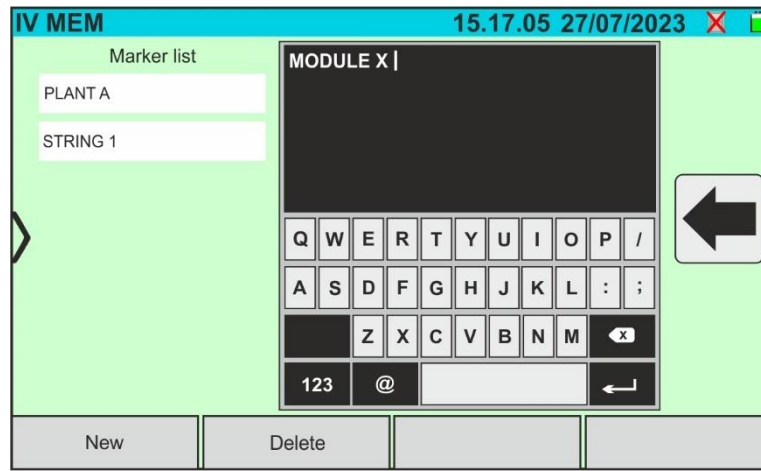 IV MEM 15.17.05 27/07/2023
Marker list
PLANT A
STRING 1
MODULE X
Q W E R T Y U I O P /
A S D F G H J K L : ;
Z X C V B N M X
123 @
New Delete